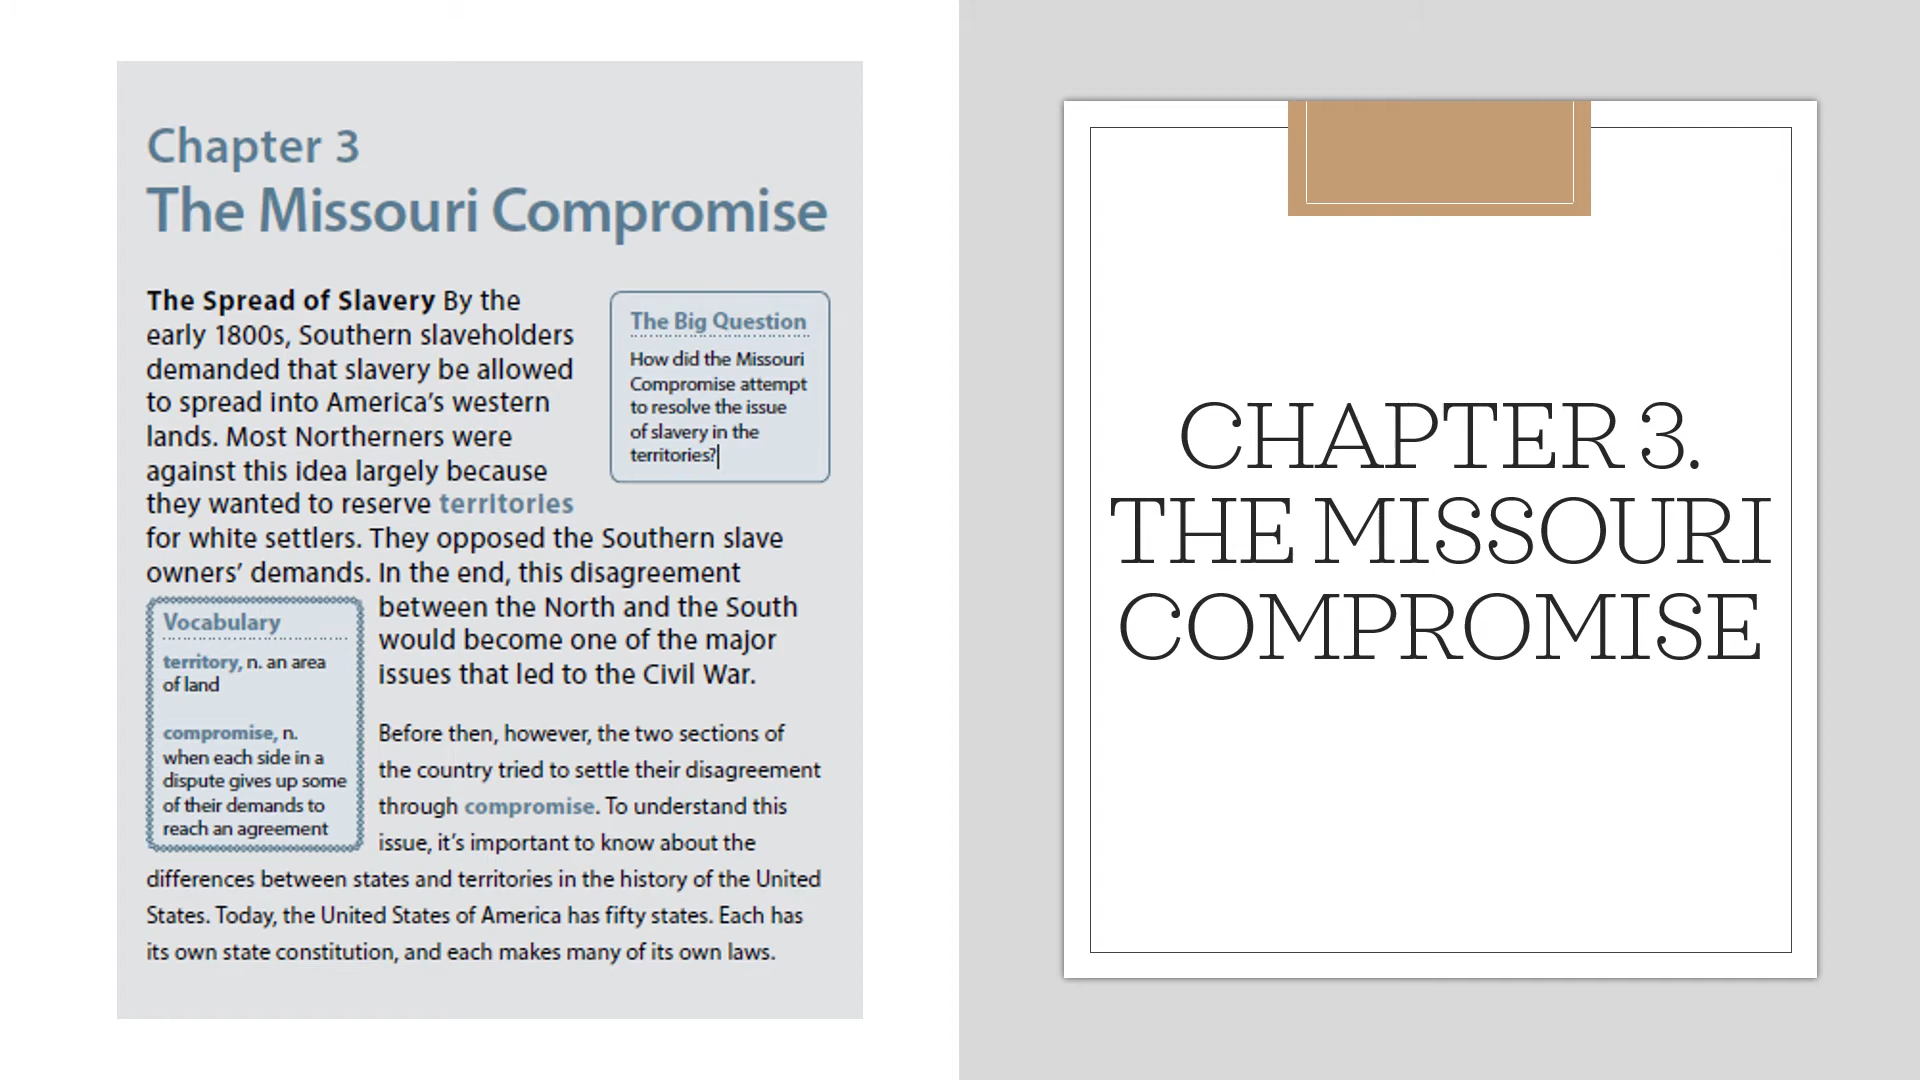 Chapter 3
The Missouri Compromise
The Spread of Slavery By the
early 1800s, Southern slaveholders
demanded that slavery be allowed
to spread into America's western
lands. Most Northerners were
against this idea largely because
they wanted to reserve territories
for white settlers. They opposed the Southern slave
owners' demands. In the end, this disagreement
between the North and the South
would become one of the major
issues that led to the Civil War.
The Big Question
How did the Missouri
Compromise attempt
to resolve the issue
of slavery in the
territories?
Vocabulary
territory, n. an area
of land
compromise, n.
when each side in a
dispute gives up some
of their demands to
reach an agreement
Before then, however, the two sections of
the country tried to settle their disagreement
through compromise. To understand this
issue, it's important to know about the
differences between states and territories in the history of the United
States. Today, the United States of America has fifty states. Each has
its own state constitution, and each makes many of its own laws.
CHAPTER 3.
THE MISSOURI
COMPROMISE